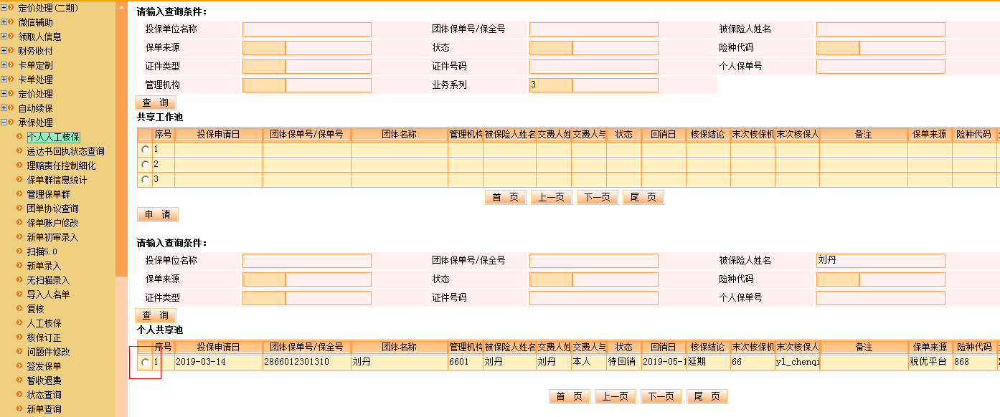 定价处理(二期)
微信辅助
领取人信息
财务收付
卡单定制
卡单处理
定价处理
自动续保
承保处理
个人人工核保
送达书回执状态查询
理赔责任控制细化
保单群信息统计
管理保单群
团单协议查询
保单账户修改
新单初审录入
扫描5.0
新单录入
无扫描录入
导入人名单
复核
人工核保
核保订正
问题件修改
签发保单
暂收退费
状态查询
新单查询
请输入查询条件：
投保单位名称 团体保单号/保全号 被保险人姓名
保单来源 状态 险种代码
证件类型 证件号码 个人保单号
管理机构 业务系列 3
查 询
共享工作池
序号 投保申请日 团体保单号/保单号 团体名称 管理机构 被保险人姓名 交费人姓 交费人与 状态 回销日 核保结论 末次核保机 末次核保人 备注 保单来源 险种代码
1
2
3
首 页 上一页 下一页 尾 页
申 请
请输入查询条件：
投保单位名称 团体保单号/保全号 被保险人姓名 刘丹
保单来源 状态 险种代码
证件类型 证件号码 个人保单号
查 询
个人共享池
序号 投保申请日 团体保单号/保全号 团体名称 管理机构 被保险人姓名 交费人姓 交费人与 状态 回销日 核保结论 末次核保机 末次核保人 备注 保单来源 险种代码
1 2019-03-14 2866012301310 刘丹 6601 刘丹 刘丹 本人 待回销 2019-05-1 延期 66 yl_chenqi 税优平台 868
首 页 上一页 下一页 尾 页